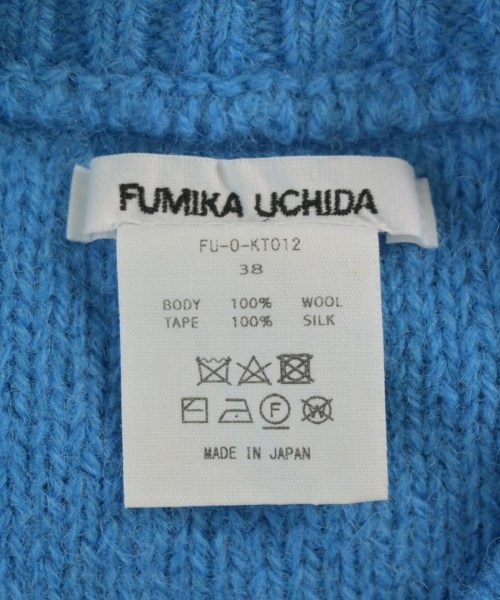 FUMIKA UCHIDA
FU-O-KT012
38
BODY 100% WOOL
TAPE 100% SILK
F W
MADE IN JAPAN